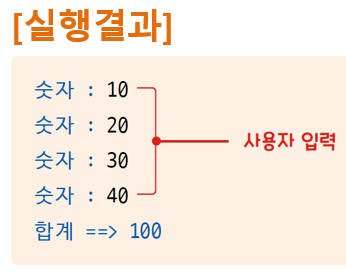 [실행결과]
숫자 : 10
숫자 : 20
숫자 : 30
숫자 : 40
사용자 입력
합계 ==> 100